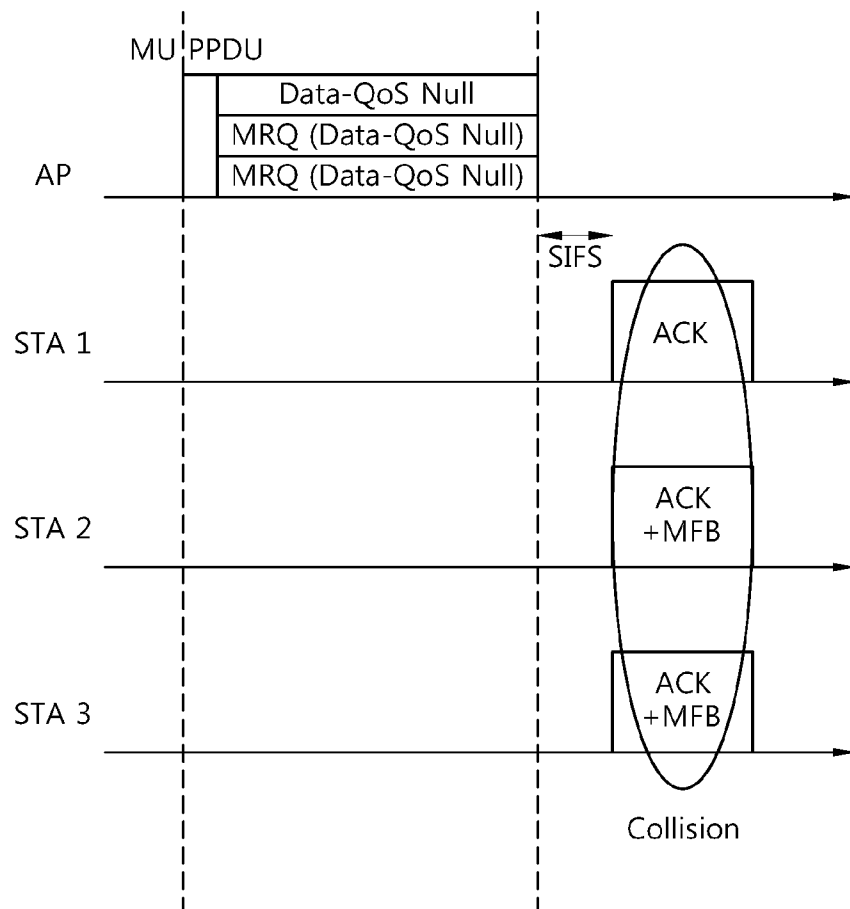 MU PPDU
Data-QoS Null
MRQ (Data-QoS Null)
MRQ (Data-QoS Null)
AP
SIFS
STA 1
ACK
STA 2
ACK
+MFB
STA 3
ACK
+MFB
Collision